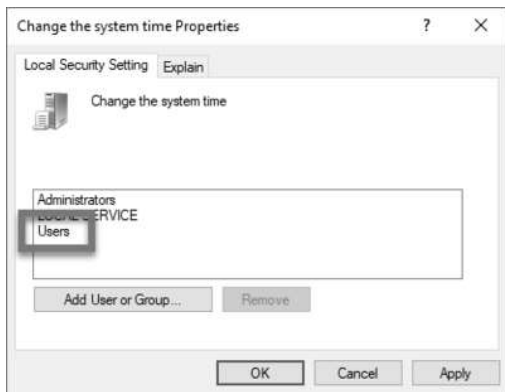 Change the system time Properties
? ×
Local Security Setting
Explain
Change the system time
Administrators
LOCAL SERVICE
Users
Add User or Group...
Remove
OK
Cancel
Apply